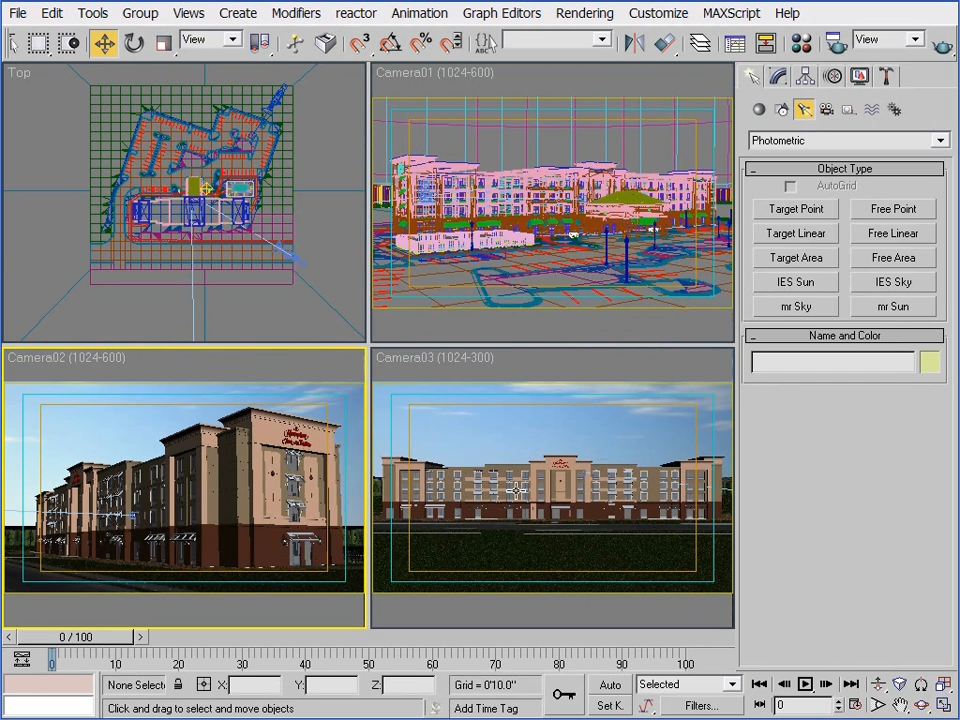 File Edit Tools Group Views Create Modifiers reactor Animation Graph Editors Rendering Customize MAXScript Help
View 3 % {} ABC View
Top
Camera01 (1024-600)
Camera02 (1024-600)
Camera03 (1024-300)
Photometric
- Object Type
AutoGrid
Target Point Free Point
Target Linear Free Linear
Target Area Free Area
IES Sun IES Sky
mr Sky mr Sun
- Name and Color
< 0 / 100 >
0 10 20 30 40 50 60 70 80 90 100
None Select X: Y: Z: Grid = 0'10.0" Auto Selected
Click and drag to select and move objects Add Time Tag Set K. Filters... 0